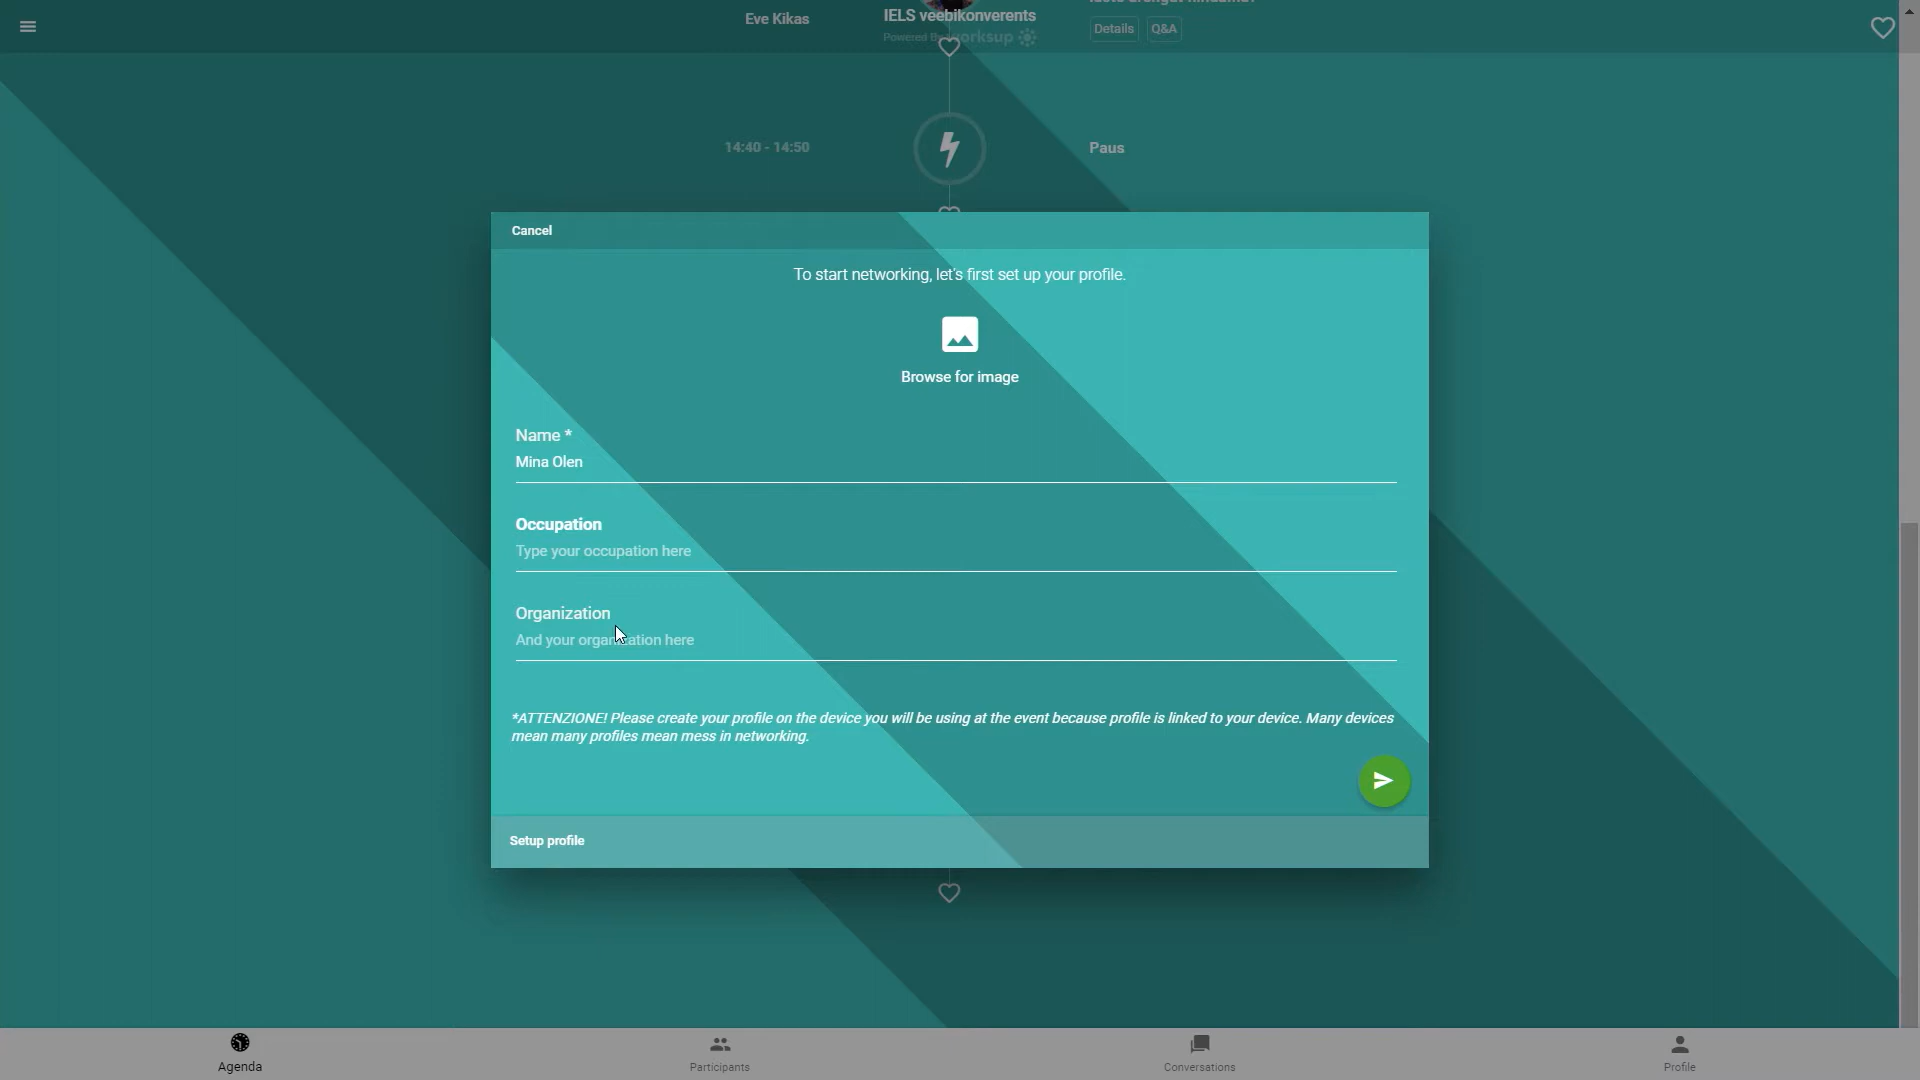 Eve Kikas
IELS veebikonverents
Powered By worksup
Details
Q&A
14:40 - 14:50
Paus
Cancel
To start networking, let's first set up your profile.
Browse for image
Name *
Mina Olen
Occupation
Type your occupation here
Organization
And your organization here
*ATTENZIONE! Please create your profile on the device you will be using at the event because profile is linked to your device. Many devices
mean many profiles mean mess in networking.
Setup profile
Agenda
Participants
Conversations
Profile